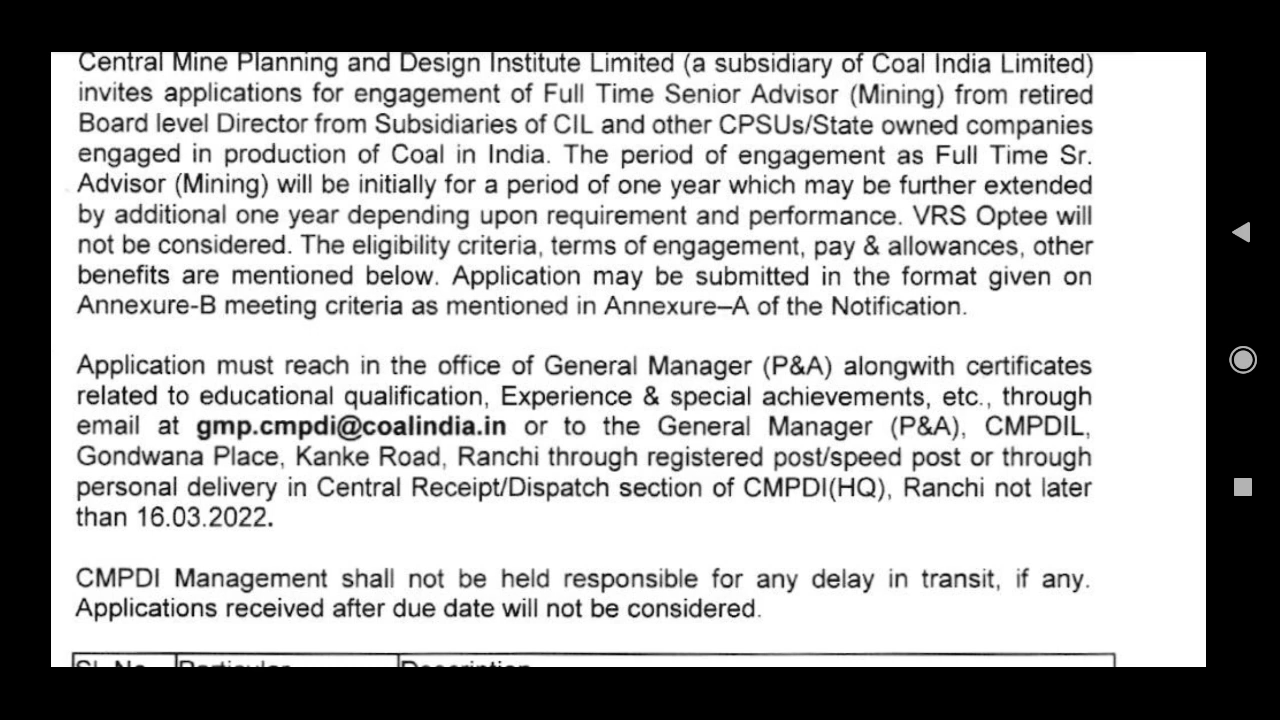 Central Mine Planning and Design Institute Limited (a subsidiary of Coal India Limited)
invites applications for engagement of Full Time Senior Advisor (Mining) from retired
Board level Director from Subsidiaries of CIL and other CPSUs/State owned companies
engaged in production of Coal in India. The period of engagement as Full Time Sr.
Advisor (Mining) will be initially for a period of one year which may be further extended
by additional one year depending upon requirement and performance. VRS Optee will
not be considered. The eligibility criteria, terms of engagement, pay & allowances, other
benefits are mentioned below. Application may be submitted in the format given on
Annexure-B meeting criteria as mentioned in Annexure–A of the Notification.
Application must reach in the office of General Manager (P&A) alongwith certificates
related to educational qualification, Experience & special achievements, etc., through
email at gmp.cmpdi@coalindia.in or to the General Manager (P&A), CMPDIL,
Gondwana Place, Kanke Road, Ranchi through registered post/speed post or through
personal delivery in Central Receipt/Dispatch section of CMPDI(HQ), Ranchi not later
than 16.03.2022.
CMPDI Management shall not be held responsible for any delay in transit, if any.
Applications received after due date will not be considered.
Sl. No Particular Description